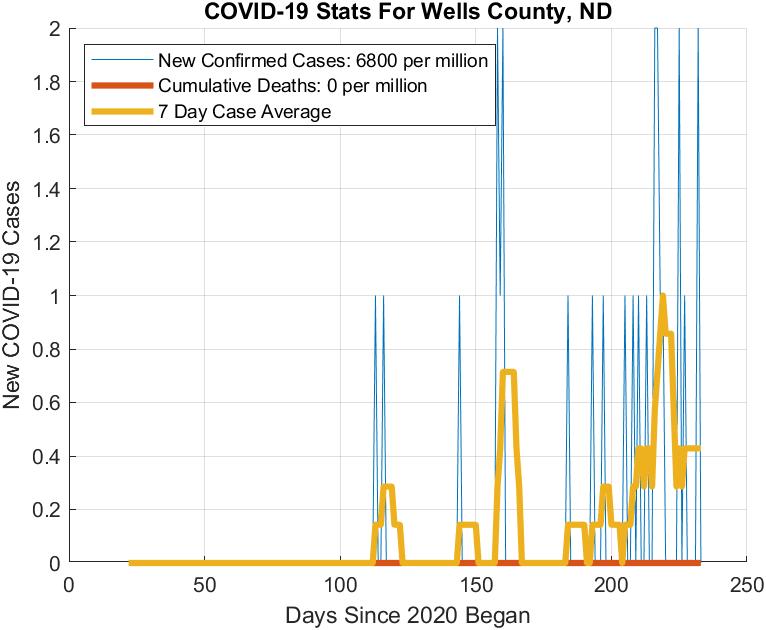 COVID-19 Stats For Wells County, ND
2
1.8
1.6
1.4
1.2
1
0.8
0.6
0.4
0.2
0
New COVID-19 Cases
New Confirmed Cases: 6800 per million
Cumulative Deaths: 0 per million
7 Day Case Average
0 50 100 150 200 250
Days Since 2020 Began